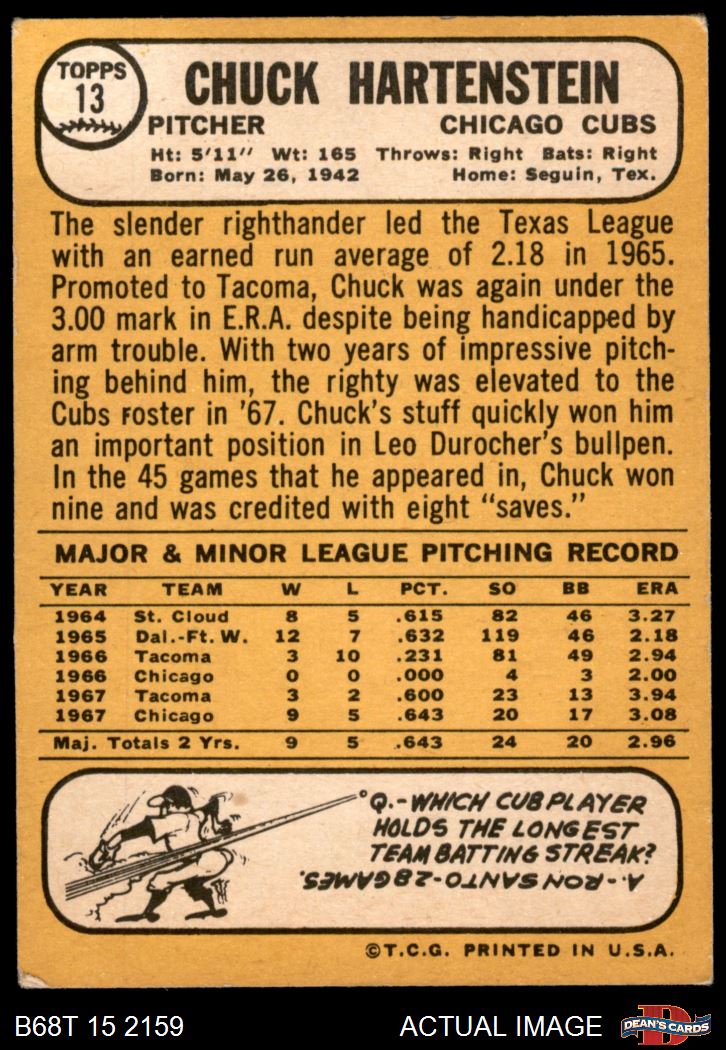 TOPPS
13
CHUCK HARTENSTEIN
PITCHER CHICAGO CUBS
Ht: 5'11" Wt: 165 Throws: Right Bats: Right
Born: May 26, 1942 Home: Seguin, Tex.
The slender righthander led the Texas League
with an earned run average of 2.18 in 1965.
Promoted to Tacoma, Chuck was again under the
3.00 mark in E.R.A. despite being handicapped by
arm trouble. With two years of impressive pitch-
ing behind him, the righty was elevated to the
Cubs Foster in '67. Chuck's stuff quickly won him
an important position in Leo Durocher's bullpen.
In the 45 games that he appeared in, Chuck won
nine and was credited with eight "saves."
MAJOR & MINOR LEAGUE PITCHING RECORD
YEAR TEAM W L PCT. SO BB ERA
1964 St. Cloud 8 5 .615 82 46 3.27
1965 Dal.-Ft. W. 12 7 .632 119 46 2.18
1966 Tacoma 3 10 .231 81 49 2.94
1966 Chicago 0 0 .000 4 3 2.00
1967 Tacoma 3 2 .600 23 13 3.94
1967 Chicago 9 5 .643 20 17 3.08
Maj. Totals 2 Yrs. 9 5 .643 24 20 2.96
Q.-WHICH CUB PLAYER
HOLDS THE LONGEST
TEAM BATTING STREAK?
A.-RON SANTO-28 GAMES.
©T.C.G. PRINTED IN U.S.A.
B68T 15 2159 ACTUAL IMAGE
D
DEAN'S CARDS